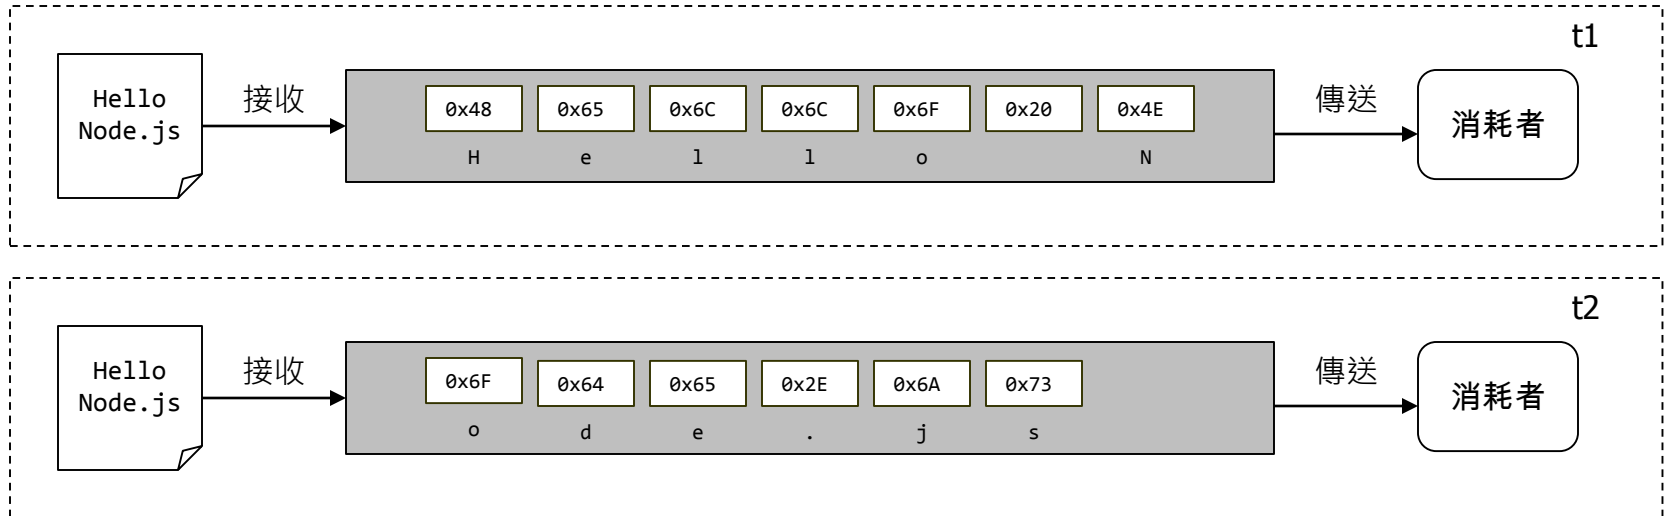 t1
Hello
Node.js
接收
0x48 0x65 0x6C 0x6C 0x6F 0x20 0x4E
H e l l o N
傳送
消耗者
t2
Hello
Node.js
接收
0x6F 0x64 0x65 0x2E 0x6A 0x73
o d e . j s
傳送
消耗者